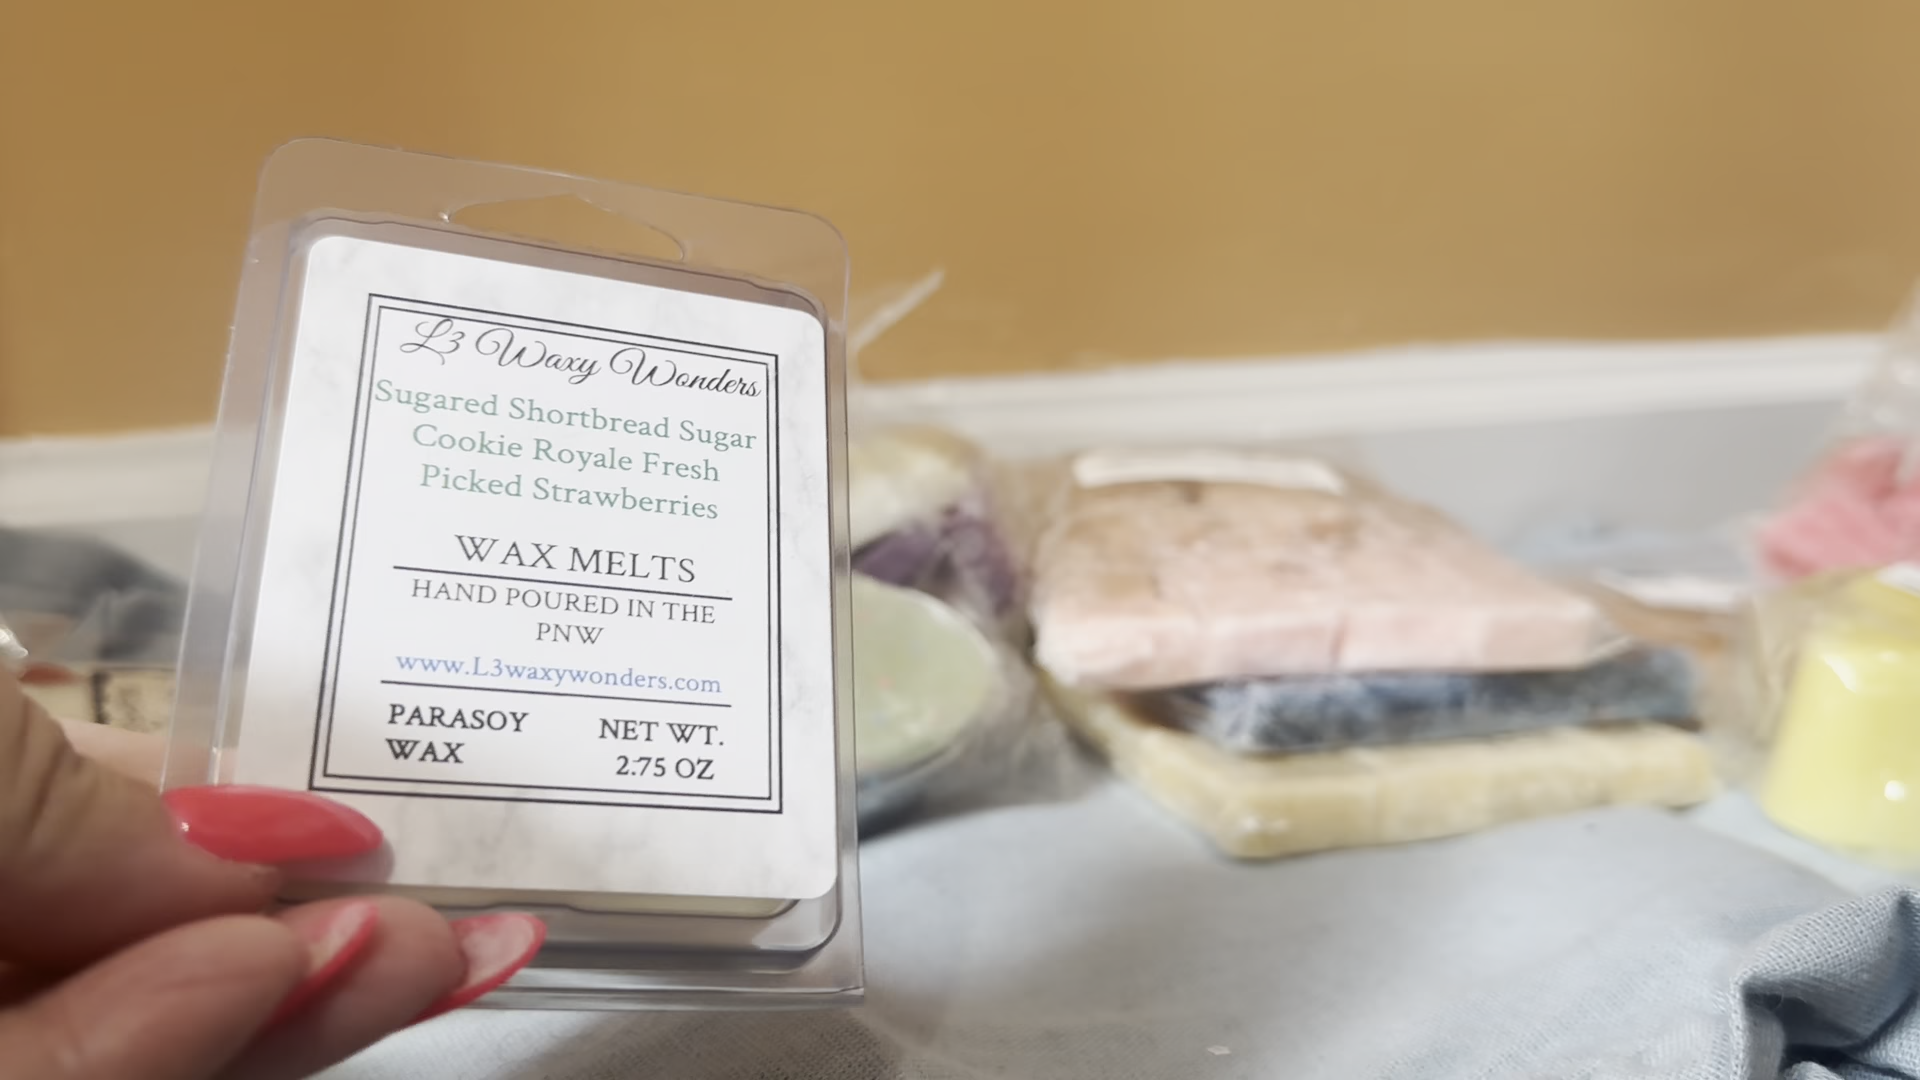 L3 Waxy Wonders
Sugared Shortbread Sugar
Cookie Royale Fresh
Picked Strawberries
WAX MELTS
HAND POURED IN THE
PNW
www.L3waxywonders.com
PARASOY WAX
NET WT. 2.75 OZ